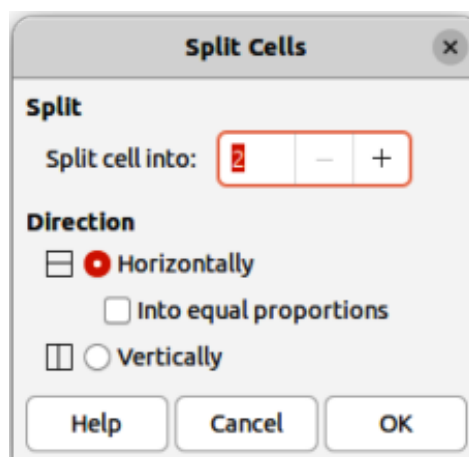 Split Cells
Split
Split cell into: 2
Direction
Horizontally
Into equal proportions
Vertically
Help Cancel OK